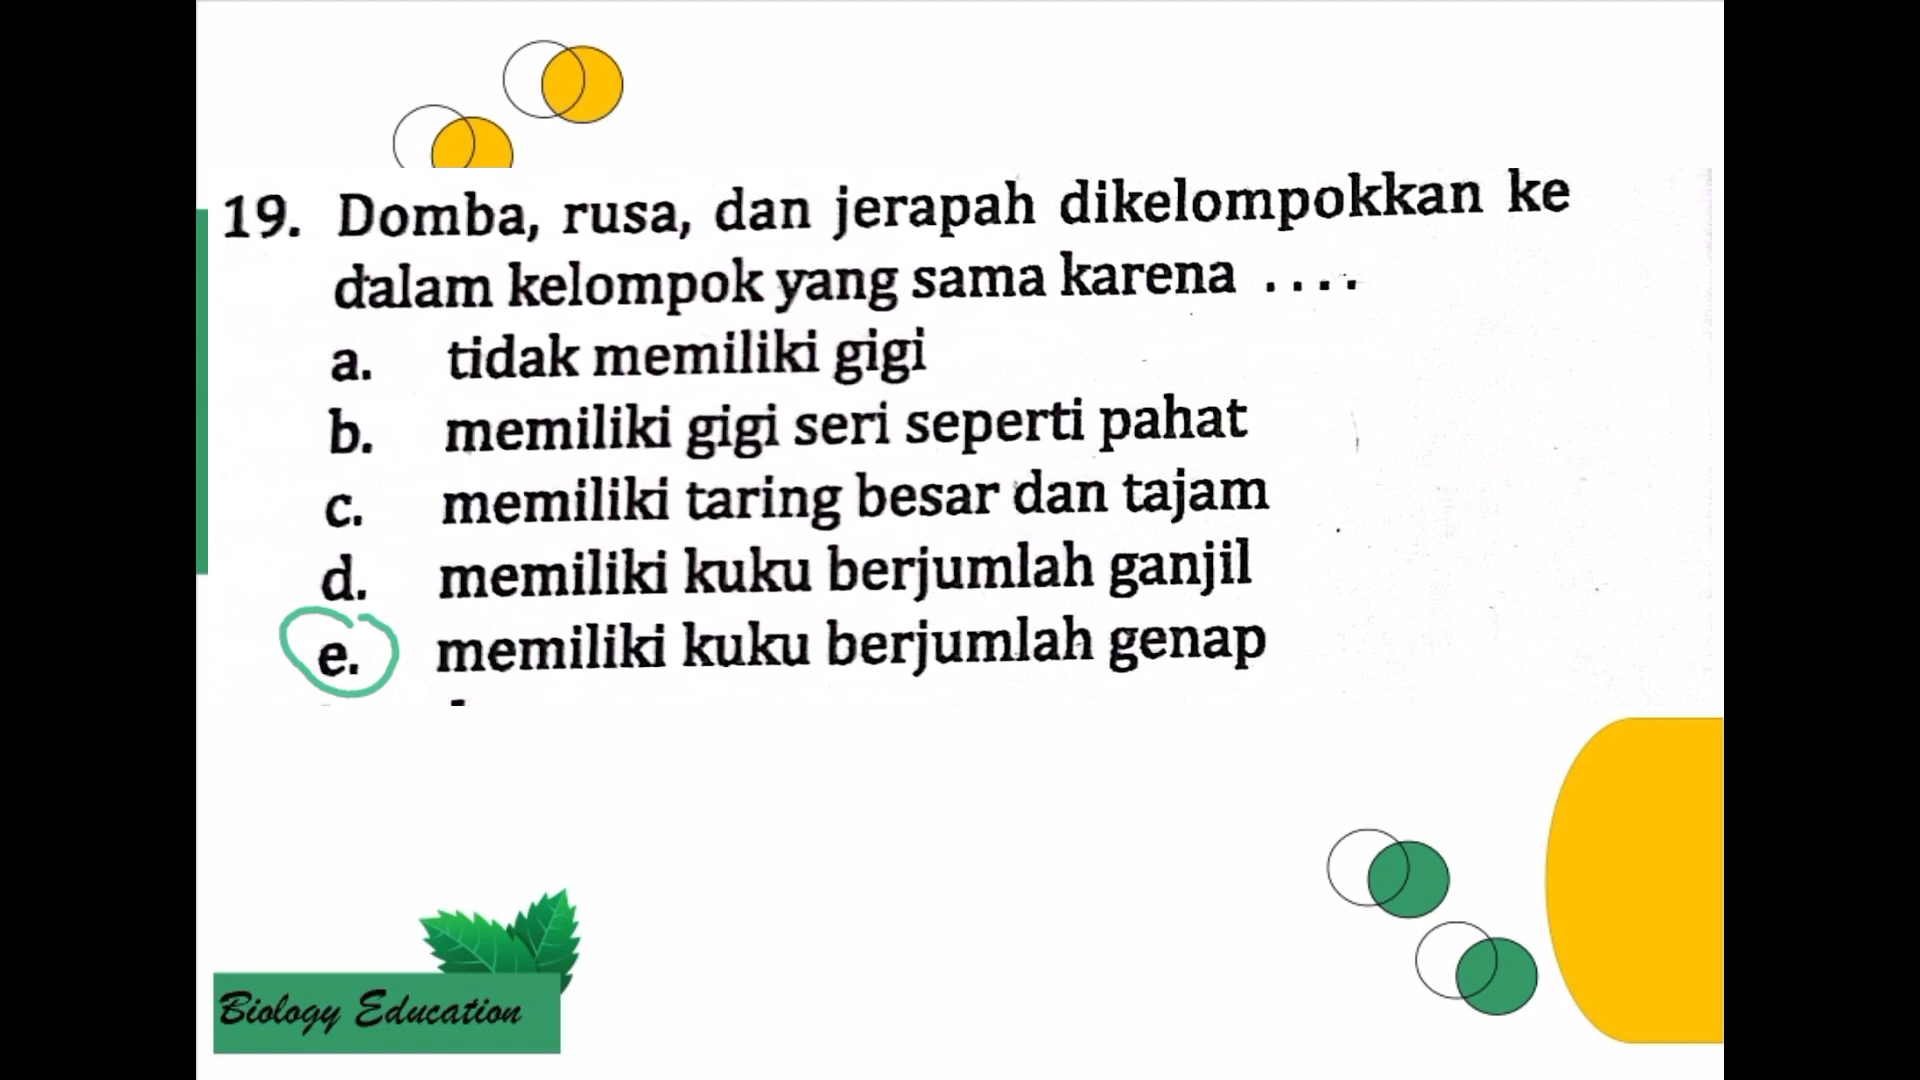 19. Domba, rusa, dan jerapah dikelompokkan ke
dalam kelompok yang sama karena ....
a. tidak memiliki gigi
b. memiliki gigi seri seperti pahat
c. memiliki taring besar dan tajam
d. memiliki kuku berjumlah ganjil
e. memiliki kuku berjumlah genap
Biology Education